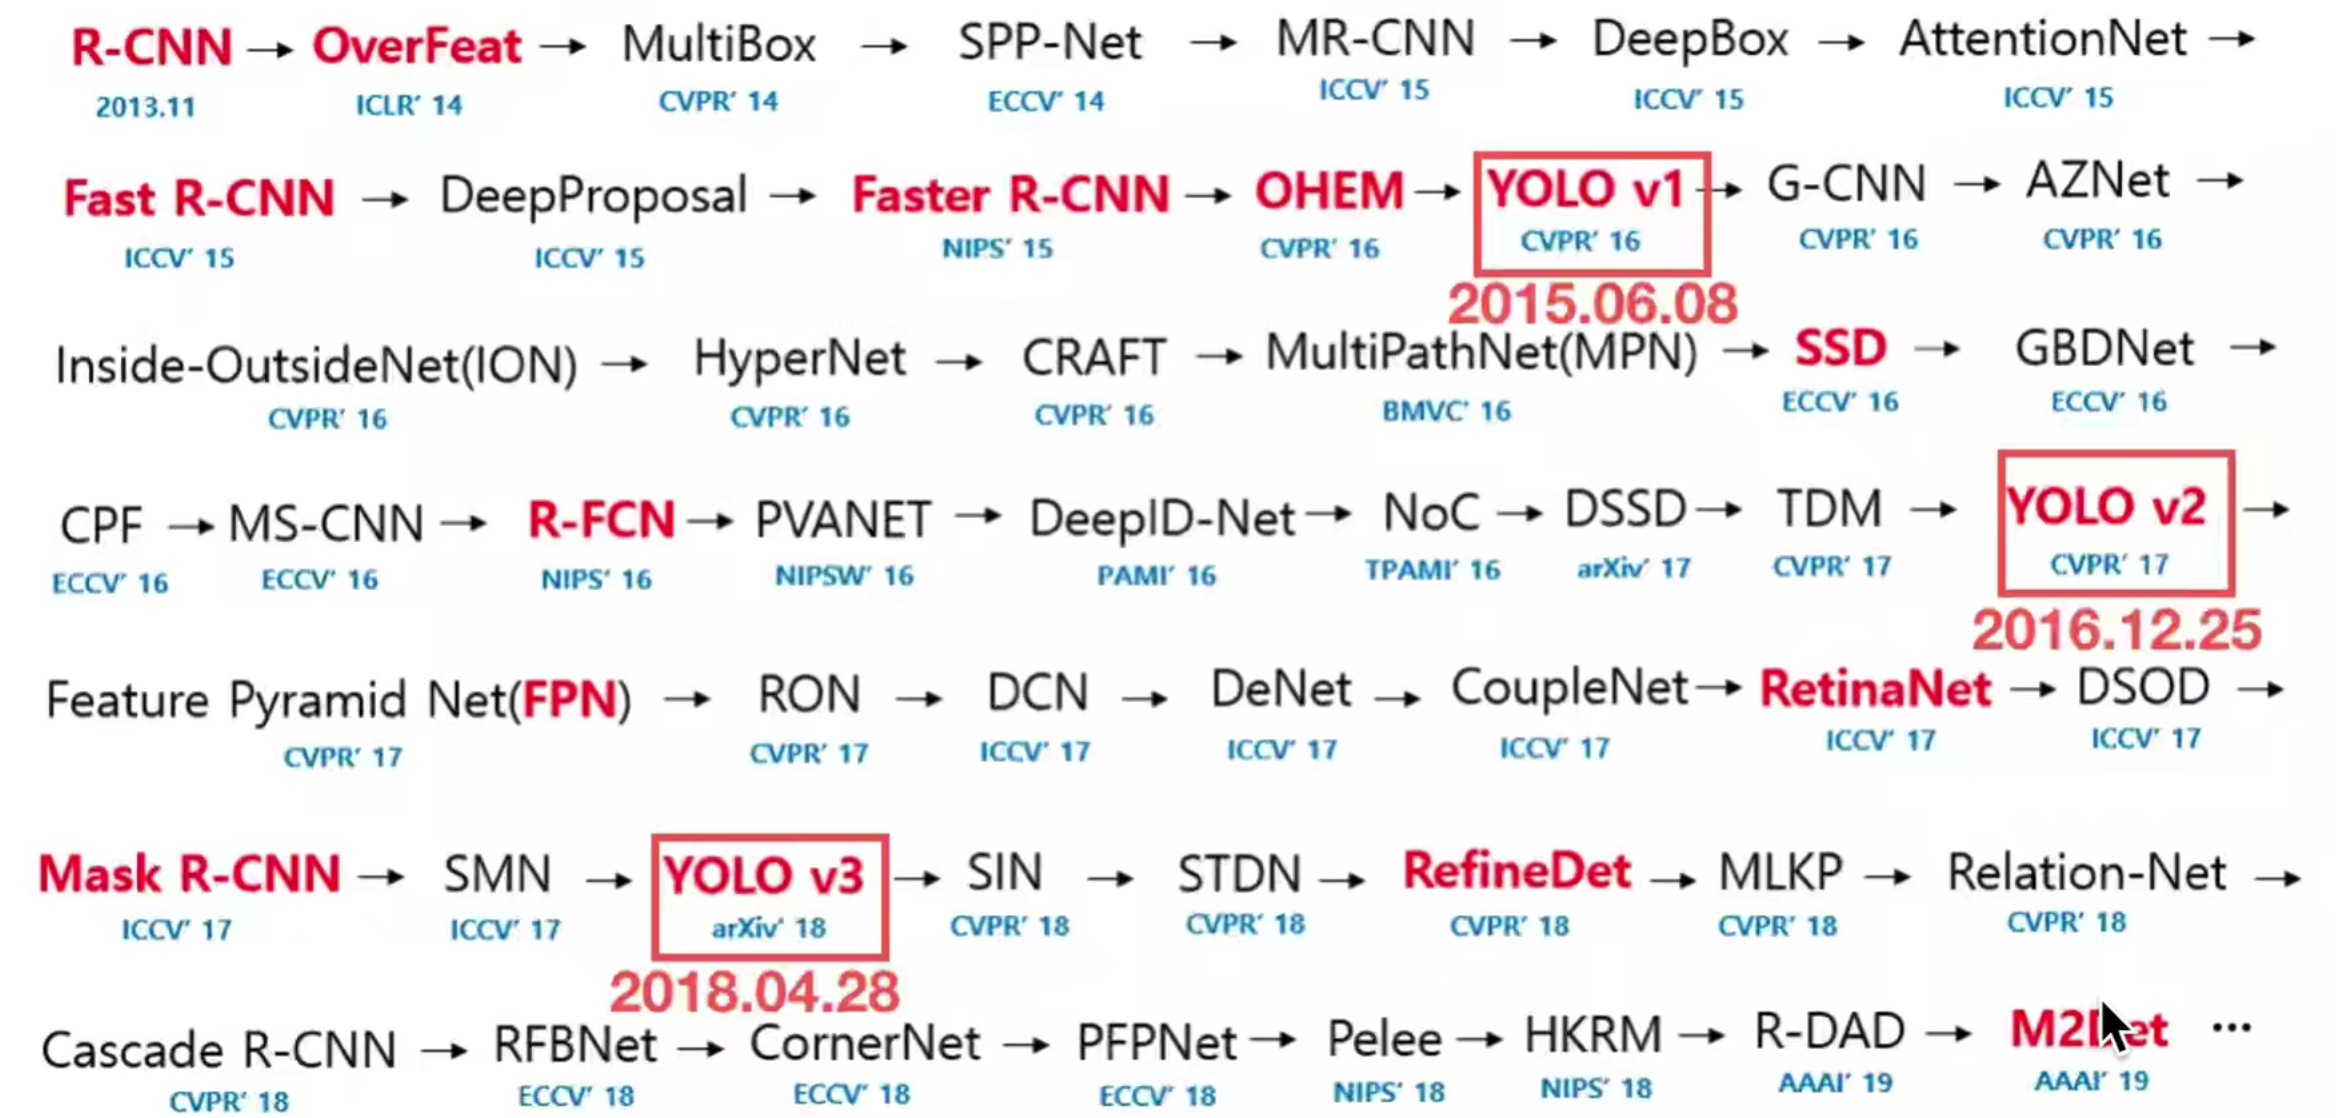 R-CNN → OverFeat → MultiBox → SPP-Net → MR-CNN → DeepBox → AttentionNet →
2013.11 ICLR' 14 CVPR' 14 ECCV' 14 ICCV' 15 ICCV' 15 ICCV' 15
Fast R-CNN → DeepProposal → Faster R-CNN → OHEM → YOLO v1 → G-CNN → AZNet →
ICCV' 15 ICCV' 15 NIPS' 15 CVPR' 16 CVPR' 16 CVPR' 16 CVPR' 16
2015.06.08
Inside-OutsideNet(ION) → HyperNet → CRAFT → MultiPathNet(MPN) → SSD → GBDNet →
CVPR' 16 CVPR' 16 CVPR' 16 BMVC' 16 ECCV' 16 ECCV' 16
CPF → MS-CNN → R-FCN → PVANET → DeepID-Net → NoC → DSSD → TDM → YOLO v2 →
ECCV' 16 ECCV' 16 NIPS' 16 NIPSW' 16 PAMI' 16 TPAMI' 16 arXiv' 17 CVPR' 17 CVPR' 17
2016.12.25
Feature Pyramid Net(FPN) → RON → DCN → DeNet → CoupleNet → RetinaNet → DSOD →
CVPR' 17 CVPR' 17 ICCV' 17 ICCV' 17 ICCV' 17 ICCV' 17 ICCV' 17
Mask R-CNN → SMN → YOLO v3 → SIN → STDN → RefineDet → MLKP → Relation-Net →
ICCV' 17 ICCV' 17 arXiv' 18 CVPR' 18 CVPR' 18 CVPR' 18 CVPR' 18 CVPR' 18
2018.04.28
Cascade R-CNN → RFBNet → CornerNet → PFPNet → Pelee → HKRM → R-DAD → ...
CVPR' 18 ECCV' 18 ECCV' 18 ECCV' 18 NIPS' 18 NIPS' 18 AAAI' 19 AAAI' 19